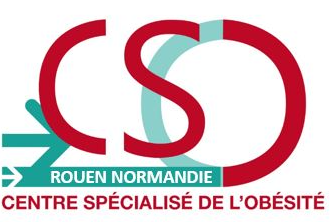 CSO
ROUEN NORMANDIE
CENTRE SPÉCIALISÉ DE L'OBÉSITÉ